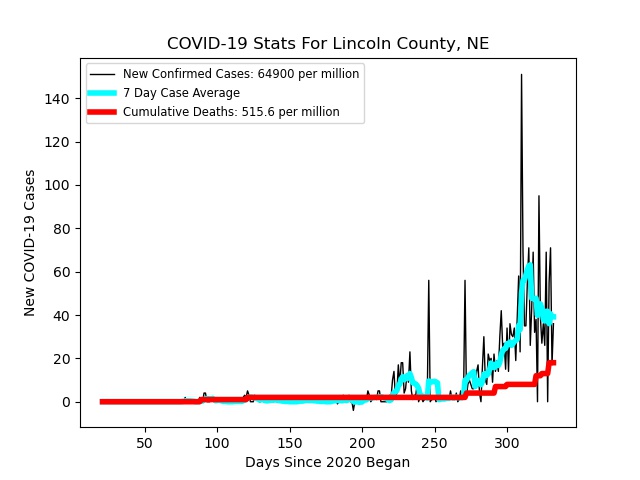 COVID-19 Stats For Lincoln County, NE
New Confirmed Cases: 64900 per million
7 Day Case Average
Cumulative Deaths: 515.6 per million
New COVID-19 Cases
140
120
100
80
60
40
20
0
50 100 150 200 250 300
Days Since 2020 Began